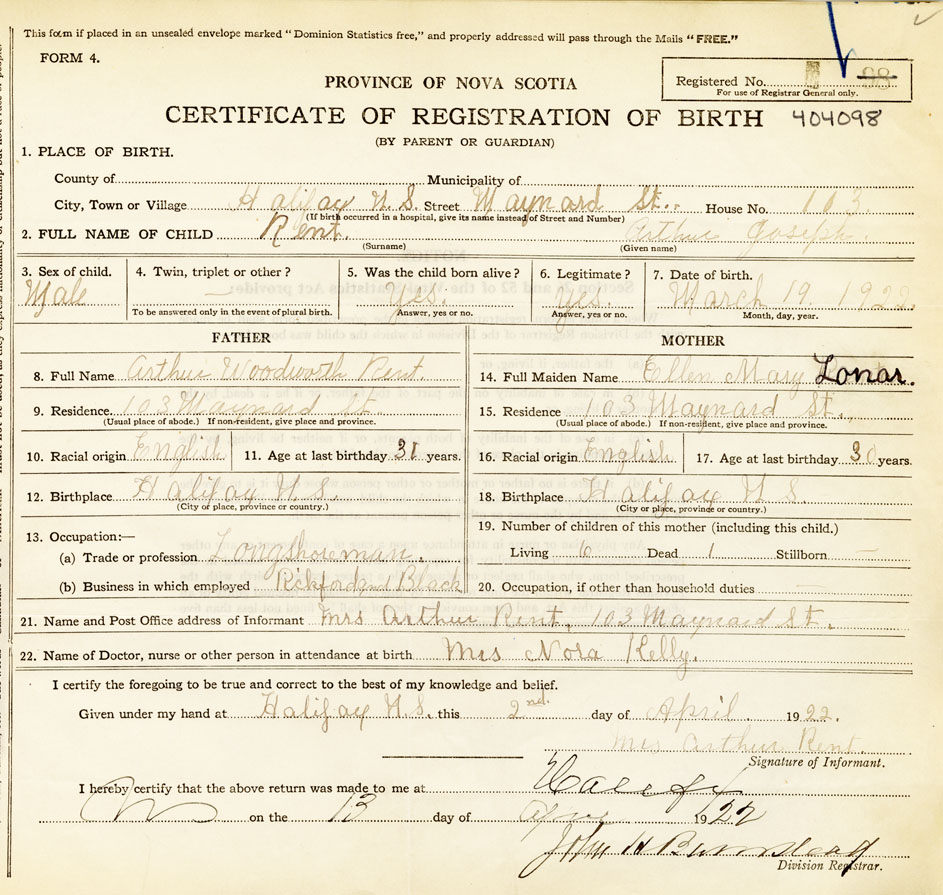 This form if placed in an unsealed envelope marked "Dominion Statistics free," and properly addressed will pass through the Mails "FREE."
FORM 4.
PROVINCE OF NOVA SCOTIA
Registered No. 98
For use of Registrar General only.
CERTIFICATE OF REGISTRATION OF BIRTH 404098
(BY PARENT OR GUARDIAN)
1. PLACE OF BIRTH.
County of Municipality of
City, Town or Village Halifax N.S. Street Maynard St. House No. 103
(If birth occurred in a hospital, give its name instead of Street and Number)
2. FULL NAME OF CHILD Rent. Arthur Joseph.
(Surname) (Given name)
3. Sex of child. 4. Twin, triplet or other? 5. Was the child born alive? 6. Legitimate? 7. Date of birth.
Male — Yes. Yes. March 19. 1922.
To be answered only in the event of plural birth. Answer, yes or no. Answer, yes or no. Month, day, year.
FATHER MOTHER
8. Full Name Arthur Woodworth Rent. 14. Full Maiden Name Ellen Mary Lonar.
9. Residence. 103 Maynard St. 15. Residence 103 Maynard St.
(Usual place of abode.) If non-resident, give place and province. (Usual place of abode.) If non-resident, give place and province.
10. Racial origin English 11. Age at last birthday 31 years. 16. Racial origin English 17. Age at last birthday 30 years.
12. Birthplace Halifax N.S. 18. Birthplace Halifax N.S.
(City or place, province or country.) (City or place, province or country.)
13. Occupation:— 19. Number of children of this mother (including this child.)
(a) Trade or profession Longshoreman Living 6 Dead 1 Stillborn —
(b) Business in which employed Black 20. Occupation, if other than household duties
21. Name and Post Office address of Informant Mrs Arthur Rent, 103 Maynard St.
22. Name of Doctor, nurse or other person in attendance at birth Mrs Nora Kelly.
I certify the foregoing to be true and correct to the best of my knowledge and belief.
Given under my hand at Halifax N.S. this 2nd. day of April. 1922.
Mrs Arthur Rent.
Signature of Informant.
I hereby certify that the above return was made to me at Halifax
on the 13 day of April 1922
John H
Division Registrar.